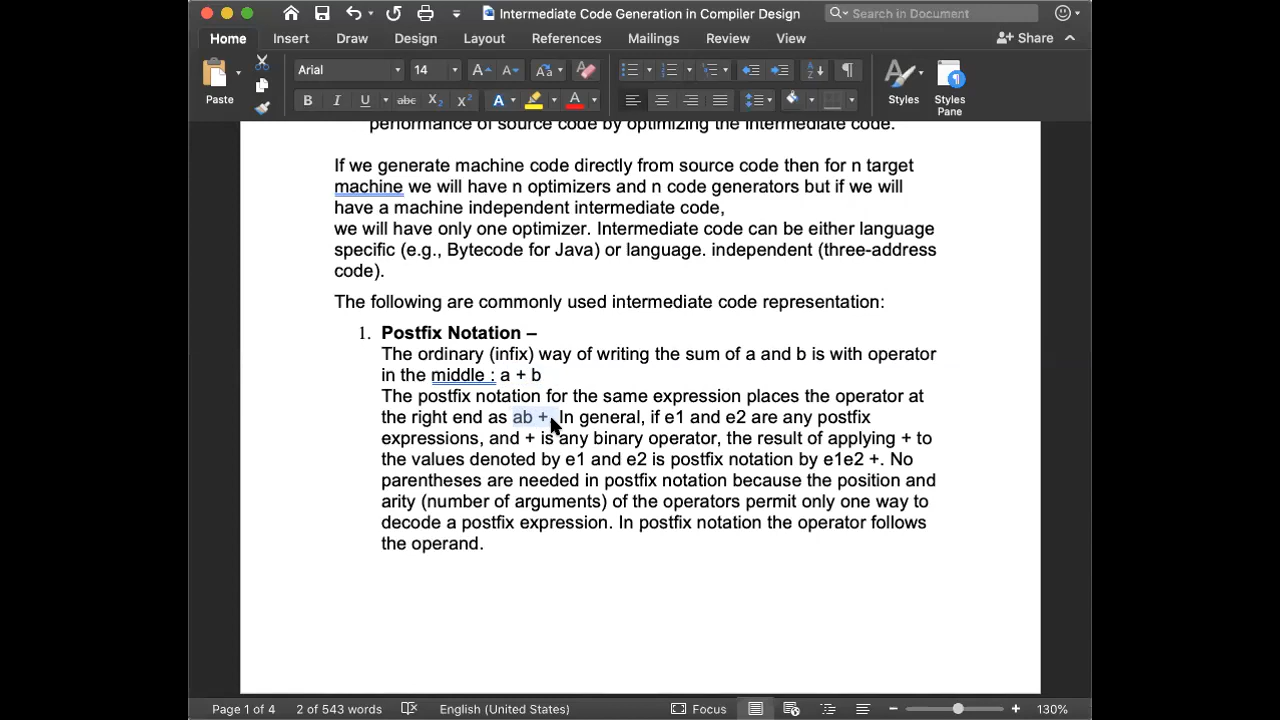 Intermediate Code Generation in Compiler Design
Search in Document
Home Insert Draw Design Layout References Mailings Review View Share
Arial 14
Paste Styles Styles Pane
performance of source code by optimizing the intermediate code.
If we generate machine code directly from source code then for n target
machine we will have n optimizers and n code generators but if we will
have a machine independent intermediate code,
we will have only one optimizer. Intermediate code can be either language
specific (e.g., Bytecode for Java) or language. independent (three-address
code).
The following are commonly used intermediate code representation:
1. Postfix Notation –
The ordinary (infix) way of writing the sum of a and b is with operator
in the middle : a + b
The postfix notation for the same expression places the operator at
the right end as ab +. In general, if e1 and e2 are any postfix
expressions, and + is any binary operator, the result of applying + to
the values denoted by e1 and e2 is postfix notation by e1e2 +. No
parentheses are needed in postfix notation because the position and
arity (number of arguments) of the operators permit only one way to
decode a postfix expression. In postfix notation the operator follows
the operand.
Page 1 of 4 2 of 543 words English (United States) Focus 130%